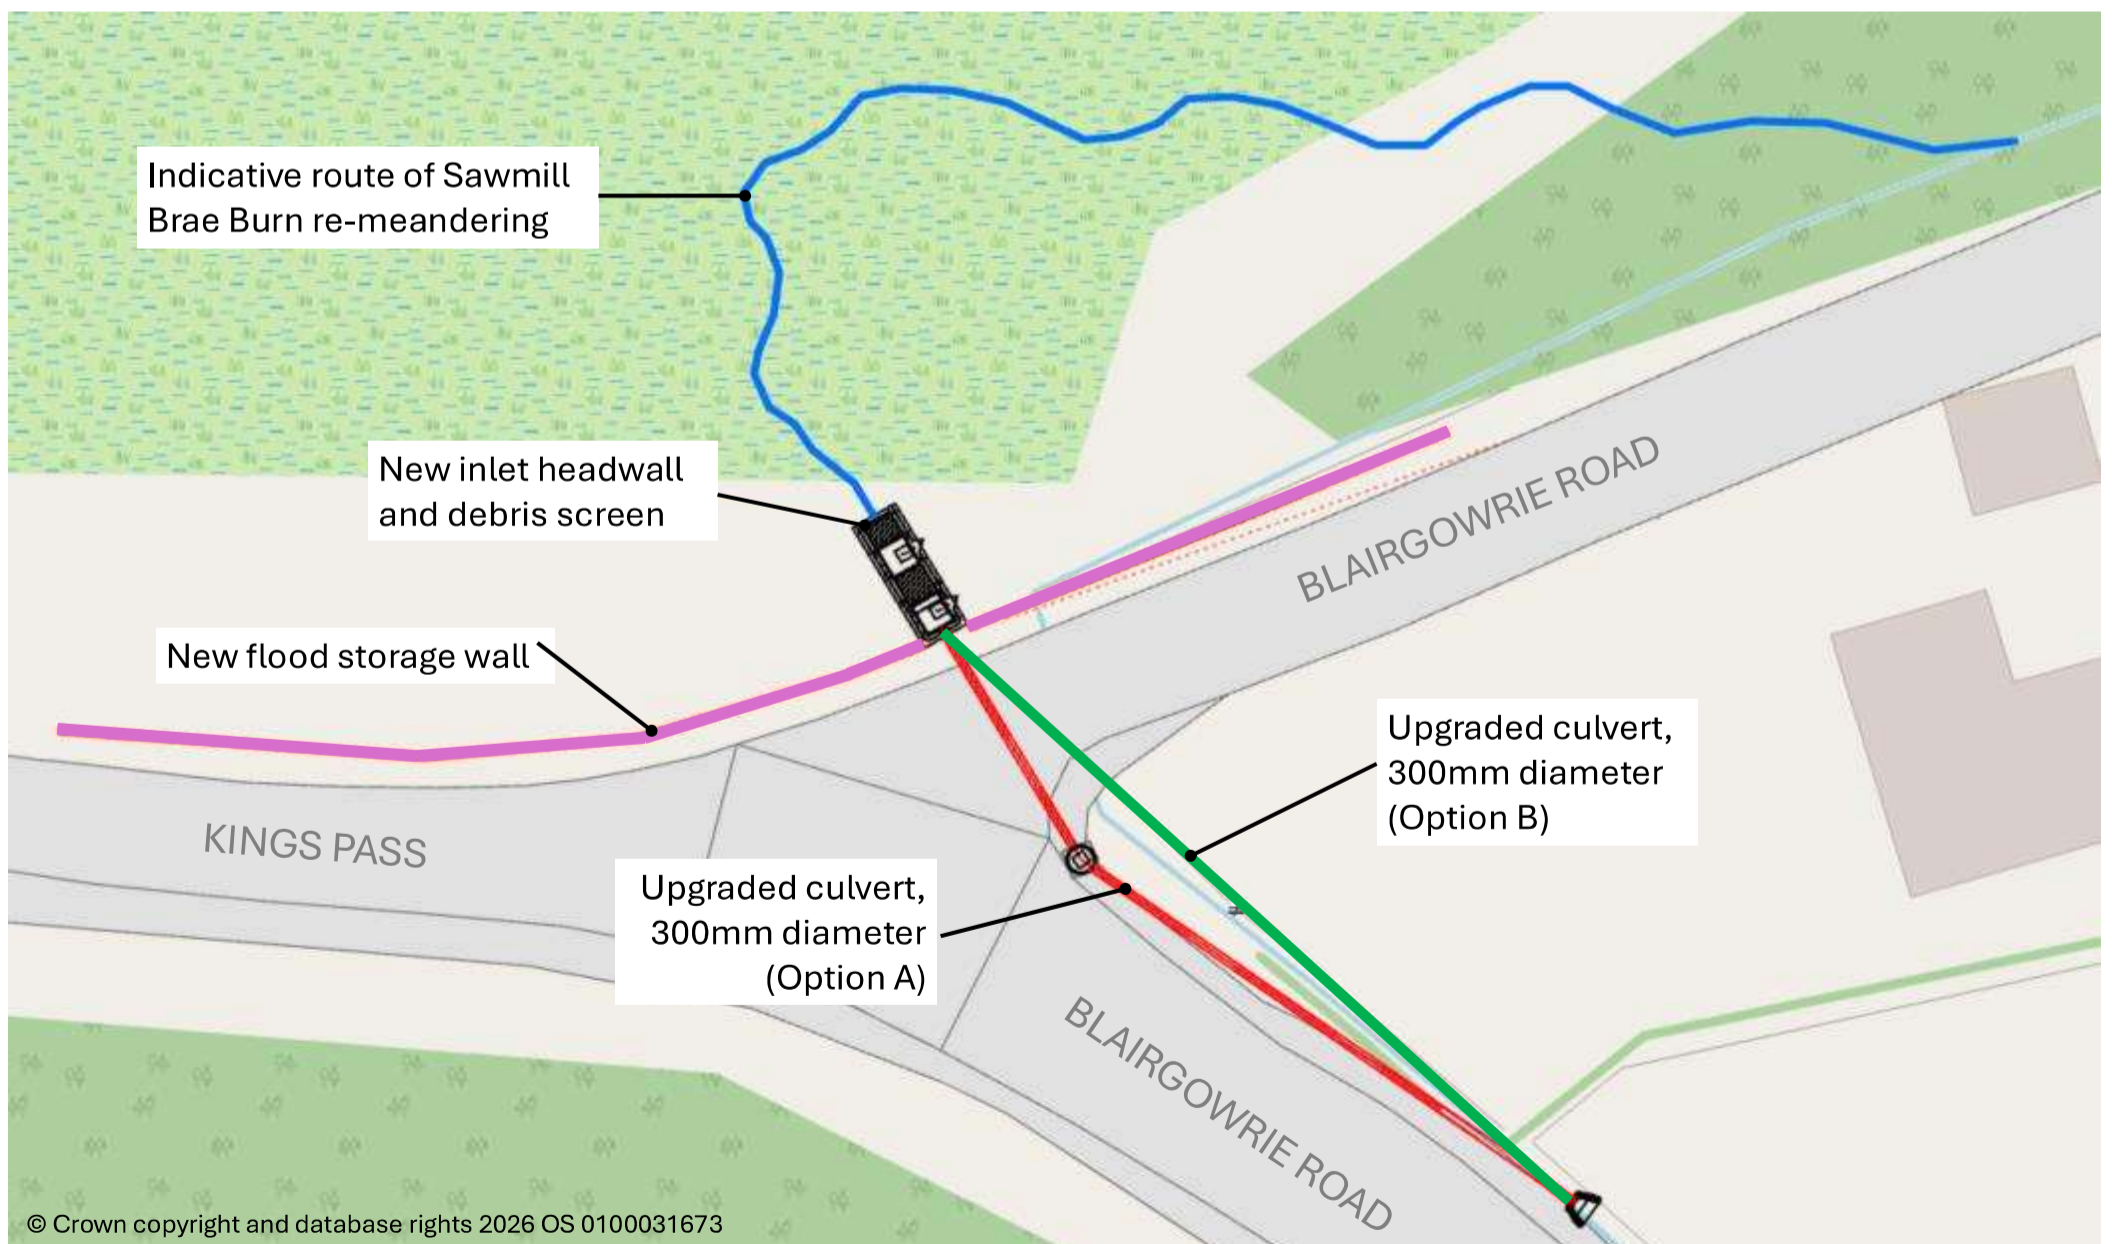 Indicative route of Sawmill
Brae Burn re-meandering
New inlet headwall
and debris screen
BLAIRGOWRIE ROAD
New flood storage wall
Upgraded culvert,
300mm diameter
(Option B)
KINGS PASS
Upgraded culvert,
300mm diameter
(Option A)
BLAIRGOWRIE ROAD
© Crown copyright and database rights 2026 OS 0100031673